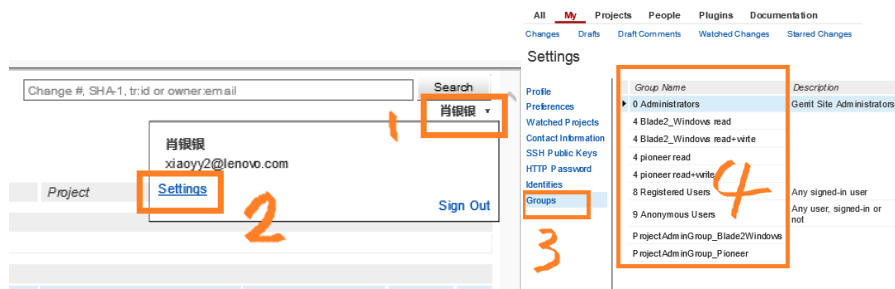 Change #, SHA-1, tr:id or owner:email
Search
肖银银
1
肖银银
xiaoyy2@lenovo.com
Settings
2
Sign Out
Project
All My Projects People Plugins Documentation
Changes Drafts Draft Comments Watched Changes Starred Changes
Settings
Profile
Preferences
Watched Projects
Contact Information
SSH Public Keys
HTTP Password
Identities
Groups
3
Group Name Description
0 Administrators Gerrit Site Administrators
4 Blade2_Windows read
4 Blade2_Windows read+wirte
4 pioneer read
4 pioneer read+wirte
8 Registered Users Any signed-in user
9 Anonymous Users Any user, signed-in or
not
ProjectAdminGroup_Blade2Windows
ProjectAdminGroup_Pioneer
4